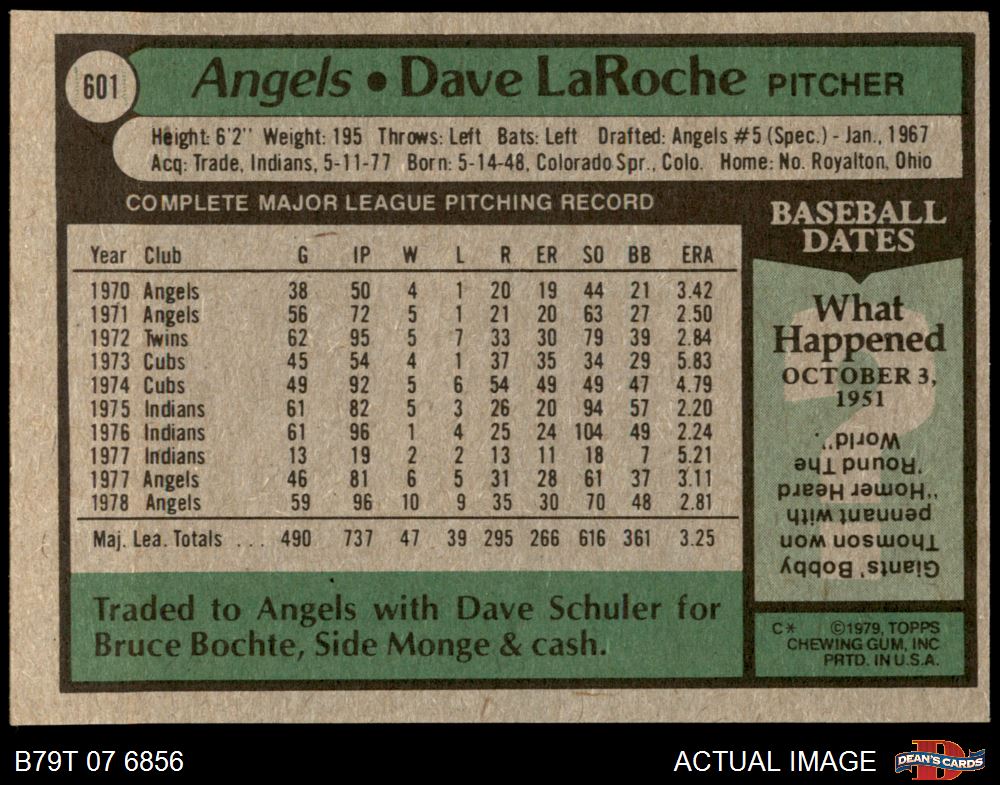 601
Angels • Dave LaRoche PITCHER
Height: 6'2" Weight: 195 Throws: Left Bats: Left Drafted: Angels #5 (Spec.) - Jan., 1967
Acq: Trade, Indians, 5-11-77 Born: 5-14-48, Colorado Spr., Colo. Home: No. Royalton, Ohio
COMPLETE MAJOR LEAGUE PITCHING RECORD
Year Club G IP W L R ER SO BB ERA
1970 Angels 38 50 4 1 20 19 44 21 3.42
1971 Angels 56 72 5 1 21 20 63 27 2.50
1972 Twins 62 95 5 7 33 30 79 39 2.84
1973 Cubs 45 54 4 1 37 35 34 29 5.83
1974 Cubs 49 92 5 6 54 49 49 47 4.79
1975 Indians 61 82 5 3 26 20 94 57 2.20
1976 Indians 61 96 1 4 25 24 104 49 2.24
1977 Indians 13 19 2 2 13 11 18 7 5.21
1977 Angels 46 81 6 5 31 28 61 37 3.11
1978 Angels 59 96 10 9 35 30 70 48 2.81
Maj. Lea. Totals ... 490 737 47 39 295 266 616 361 3.25
Traded to Angels with Dave Schuler for
Bruce Bochte, Side Monge & cash.
BASEBALL
DATES
What
Happened
OCTOBER 3,
1951
?
Giants' Bobby
Thomson won
pennant with
"Homer Heard
'Round The
World".
C* ©1979, TOPPS
CHEWING GUM, INC
PRTD. IN U.S.A.
B79T 07 6856
ACTUAL IMAGE
D
DEAN'S CARDS